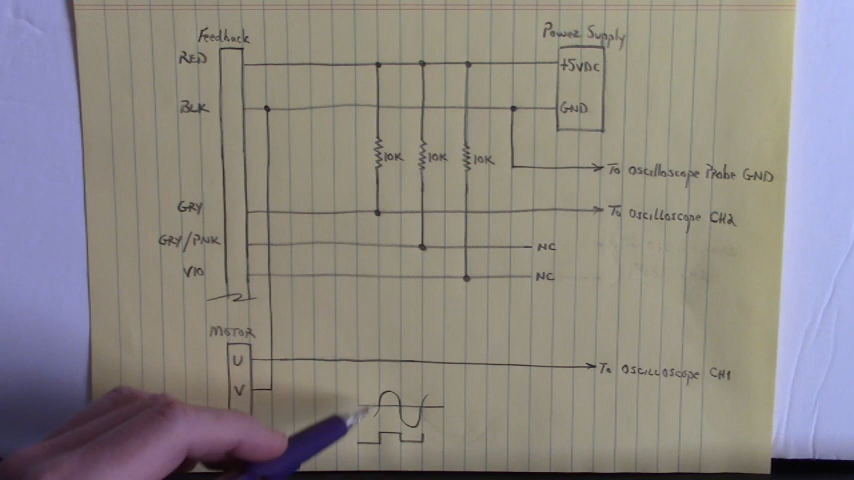 Feedback
Power Supply
RED
+5VDC
BLK
GND
10K
10K
10K
To Oscilloscope Probe GND
GRY
To Oscilloscope CH2
GRY/PNK
NC
VIO
NC
MOTOR
U
To Oscilloscope CH1
V